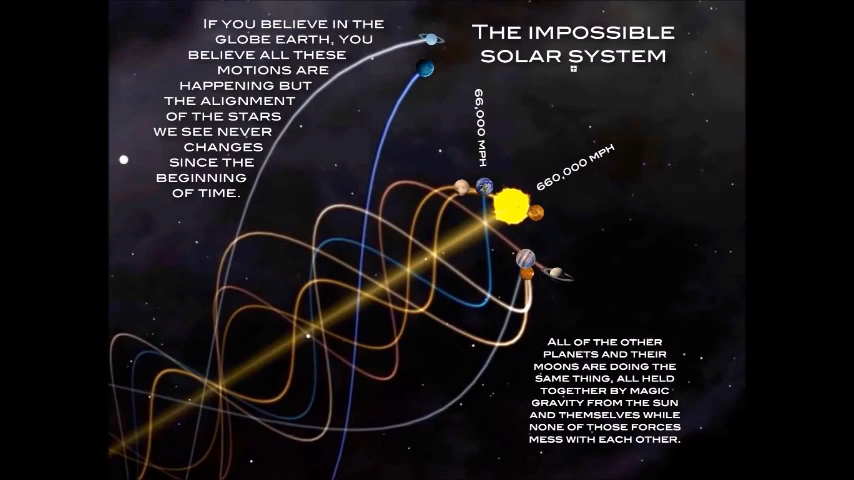 If you believe in the
globe earth, you
believe all these
motions are
happening but
the alignment
of the stars
we see never
changes
since the
beginning
of time.
The impossible
solar system
66,000 mph
660,000 mph
All of the other
planets and their
moons are doing the
same thing, all held
together by magic
gravity from the sun
and themselves while
none of those forces
mess with each other.